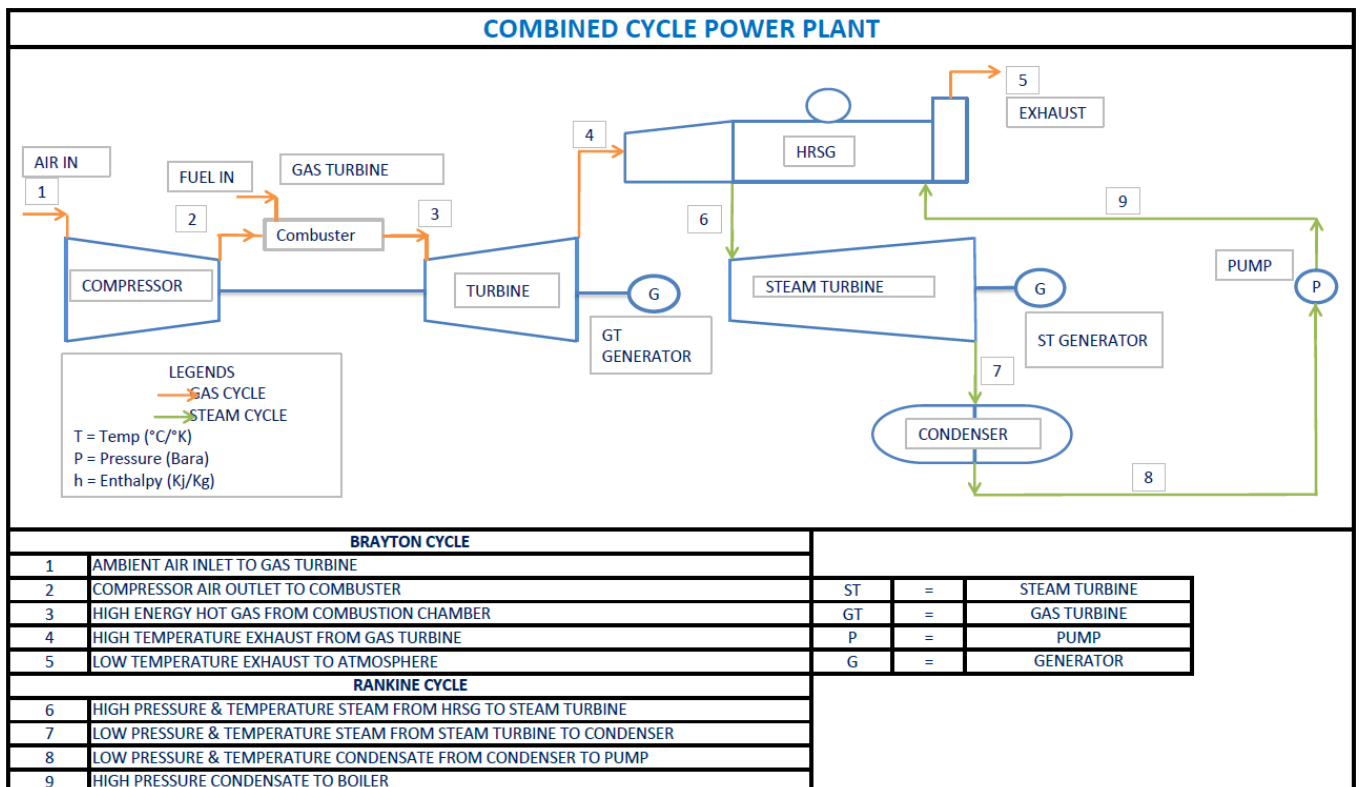 COMBINED CYCLE POWER PLANT
5
EXHAUST
4
HRSG
AIR IN
1
FUEL IN
GAS TURBINE
2
Combuster
3
6
9
COMPRESSOR
TURBINE
G
GT
GENERATOR
STEAM TURBINE
G
ST GENERATOR
PUMP
P
7
CONDENSER
8
LEGENDS
GAS CYCLE
STEAM CYCLE
T = Temp (°C/°K)
P = Pressure (Bara)
h = Enthalpy (Kj/Kg)
BRAYTON CYCLE
1 AMBIENT AIR INLET TO GAS TURBINE
2 COMPRESSOR AIR OUTLET TO COMBUSTER
3 HIGH ENERGY HOT GAS FROM COMBUSTION CHAMBER
4 HIGH TEMPERATURE EXHAUST FROM GAS TURBINE
5 LOW TEMPERATURE EXHAUST TO ATMOSPHERE
ST = STEAM TURBINE
GT = GAS TURBINE
P = PUMP
G = GENERATOR
RANKINE CYCLE
6 HIGH PRESSURE & TEMPERATURE STEAM FROM HRSG TO STEAM TURBINE
7 LOW PRESSURE & TEMPERATURE STEAM FROM STEAM TURBINE TO CONDENSER
8 LOW PRESSURE & TEMPERATURE CONDENSATE FROM CONDENSER TO PUMP
9 HIGH PRESSURE CONDENSATE TO BOILER